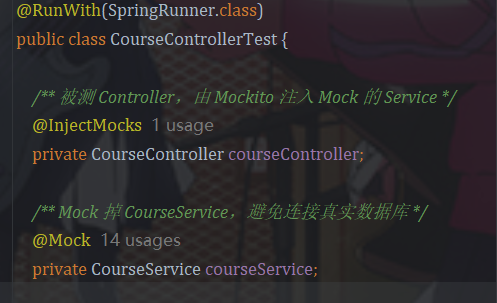 @RunWith(SpringRunner.class)
public class CourseControllerTest {
/** 被测 Controller，由 Mockito 注入 Mock 的 Service */
@InjectMocks 1 usage
private CourseController courseController;
/** Mock 掉 CourseService，避免连接真实数据库 */
@Mock 14 usages
private CourseService courseService;